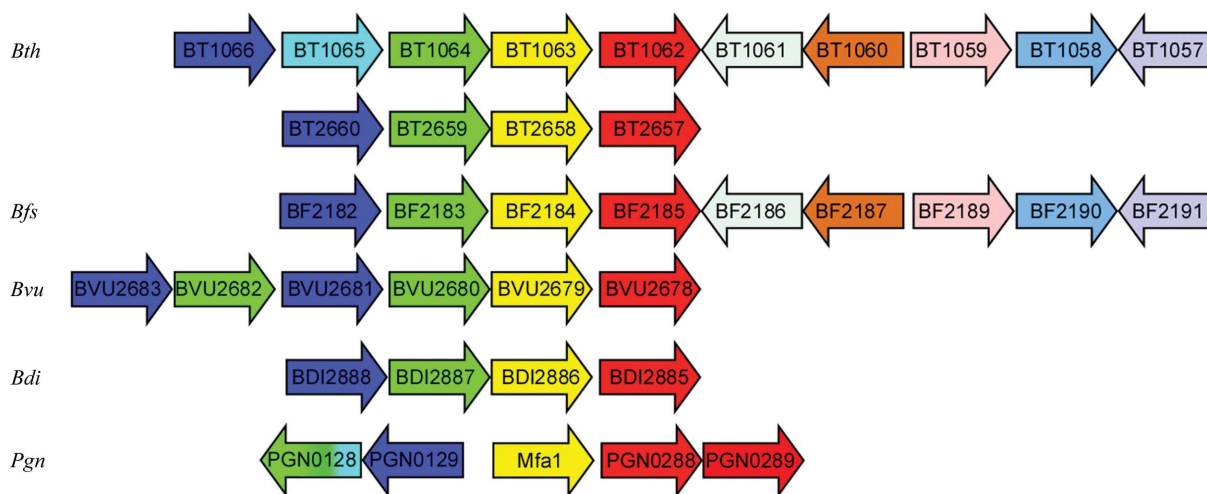 Bth BT1066 BT1065 BT1064 BT1063 BT1062 BT1061 BT1060 BT1059 BT1058 BT1057
BT2660 BT2659 BT2658 BT2657
Bfs BF2182 BF2183 BF2184 BF2185 BF2186 BF2187 BF2189 BF2190 BF2191
Bvu BVU2683 BVU2682 BVU2681 BVU2680 BVU2679 BVU2678
Bdi BDI2888 BDI2887 BDI2886 BDI2885
Pgn PGN0128 PGN0129 Mfa1 PGN0288 PGN0289